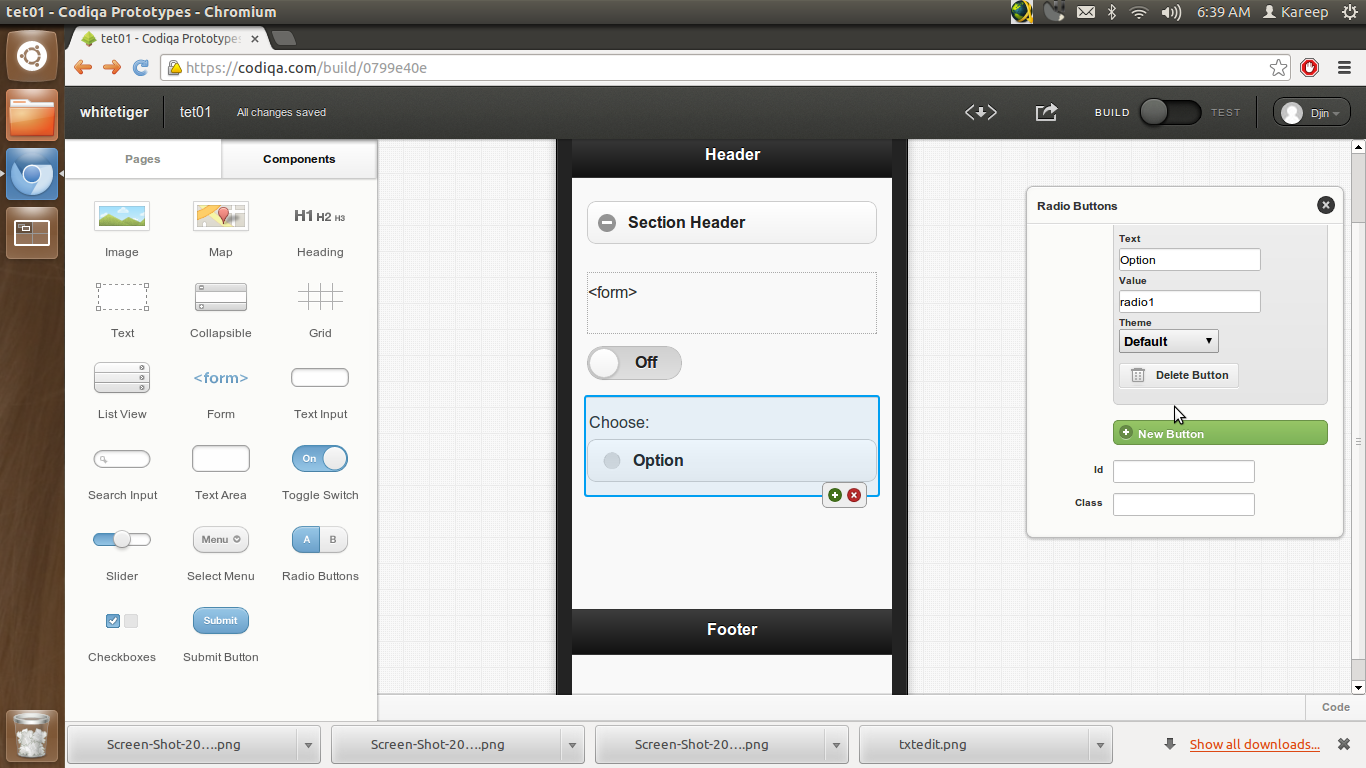 tet01 - Codiqa Prototypes - Chromium
6:39 AM
Kareep
tet01 - Codiqa Prototypes
https://codiqa.com/build/0799e40e
whitetiger
tet01
All changes saved
BUILD
TEST
Djin
Pages
Components
Image
Map
H1 H2 H3
Heading
Text
Collapsible
Grid
List View
<form>
Form
Text Input
Search Input
Text Area
On
Toggle Switch
Slider
Menu
Select Menu
A B
Radio Buttons
Checkboxes
Submit
Submit Button
Header
Section Header
<form>
Off
Choose:
Option
Footer
Radio Buttons
Text
Option
Value
radio1
Theme
Default
Delete Button
New Button
Id
Class
Code
Screen-Shot-20....png
Screen-Shot-20....png
Screen-Shot-20....png
txtedit.png
Show all downloads...